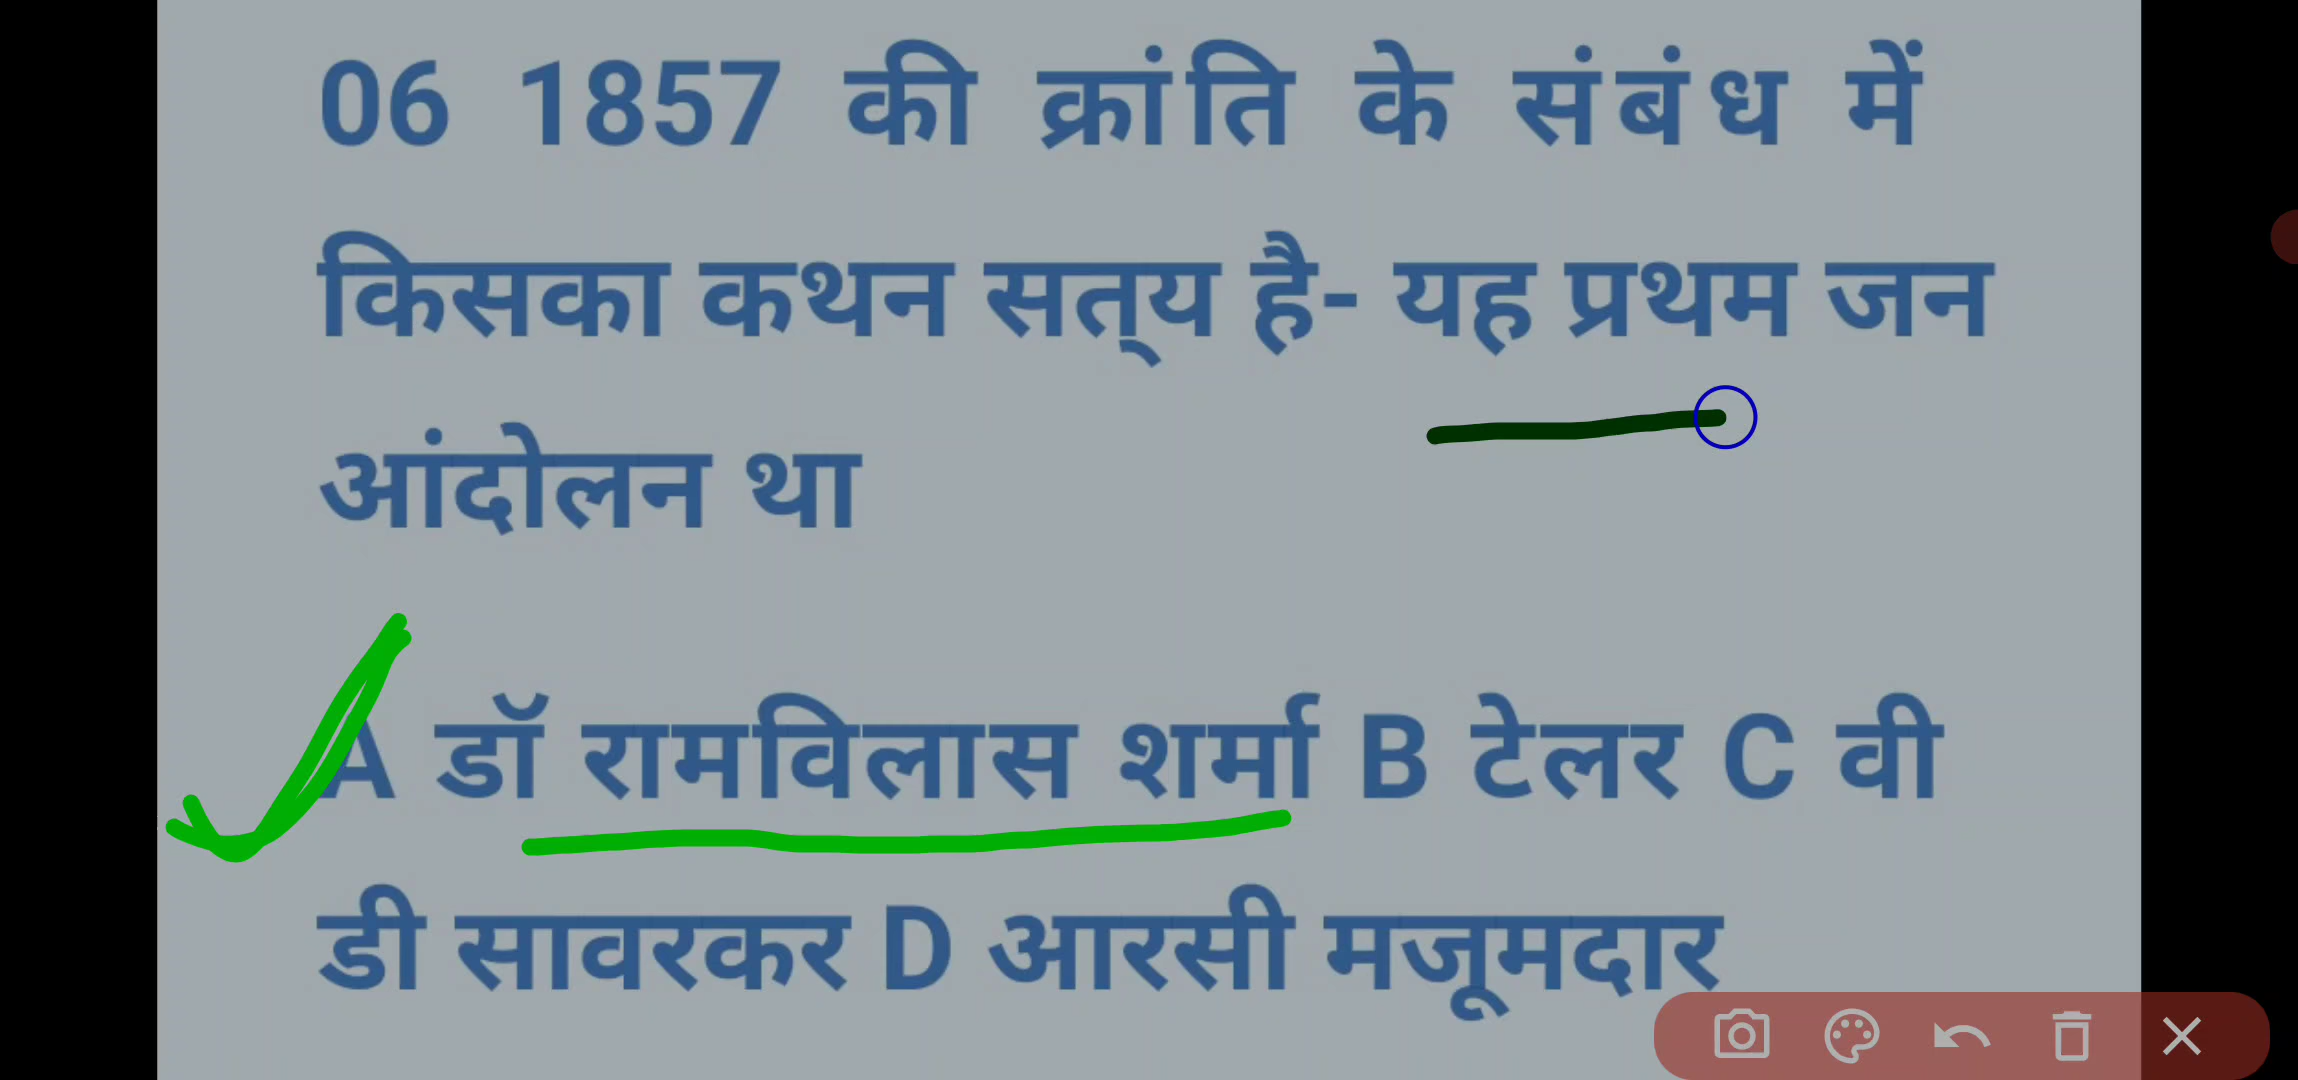 06 1857 की क्रांति के संबंध में
किसका कथन सत्‌य है- यह प्रथम जन
आंदोलन था
A डॉ रामविलास शर्मा B टेलर C वी
डी सावरकर D आरसी मजूमदार